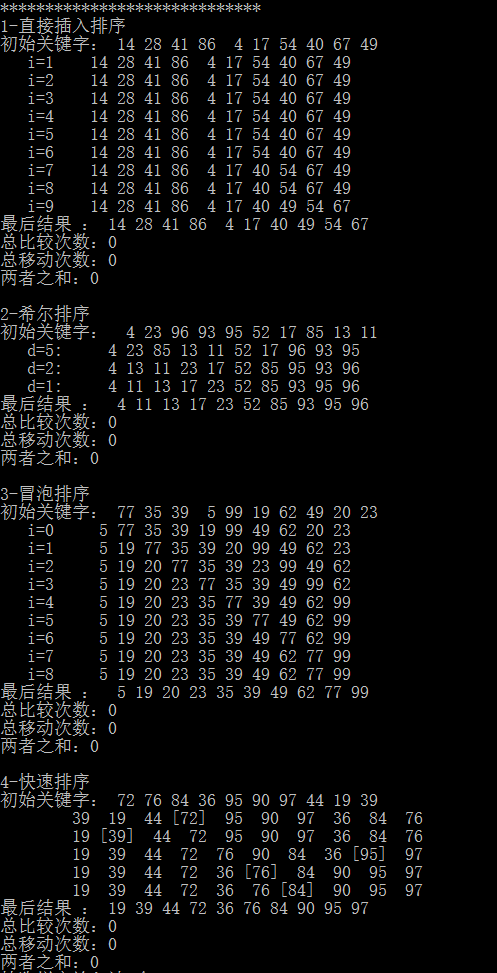 *****************************
1-直接插入排序
初始关键字： 14 28 41 86  4 17 54 40 67 49
i=1    14 28 41 86  4 17 54 40 67 49
i=2    14 28 41 86  4 17 54 40 67 49
i=3    14 28 41 86  4 17 54 40 67 49
i=4    14 28 41 86  4 17 54 40 67 49
i=5    14 28 41 86  4 17 54 40 67 49
i=6    14 28 41 86  4 17 54 40 67 49
i=7    14 28 41 86  4 17 40 54 67 49
i=8    14 28 41 86  4 17 40 54 67 49
i=9    14 28 41 86  4 17 40 49 54 67
最后结果 ： 14 28 41 86  4 17 40 49 54 67
总比较次数：0
总移动次数：0
两者之和：0
2-希尔排序
初始关键字：  4 23 96 93 95 52 17 85 13 11
d=5:     4 23 85 13 11 52 17 96 93 95
d=2:     4 13 11 23 17 52 85 95 93 96
d=1:     4 11 13 17 23 52 85 93 95 96
最后结果 ：  4 11 13 17 23 52 85 93 95 96
总比较次数：0
总移动次数：0
两者之和：0
3-冒泡排序
初始关键字： 77 35 39  5 99 19 62 49 20 23
i=0     5 77 35 39 19 99 49 62 20 23
i=1     5 19 77 35 39 20 99 49 62 23
i=2     5 19 20 77 35 39 23 99 49 62
i=3     5 19 20 23 77 35 39 49 99 62
i=4     5 19 20 23 35 77 39 49 62 99
i=5     5 19 20 23 35 39 77 49 62 99
i=6     5 19 20 23 35 39 49 77 62 99
i=7     5 19 20 23 35 39 49 62 77 99
i=8     5 19 20 23 35 39 49 62 77 99
最后结果 ：  5 19 20 23 35 39 49 62 77 99
总比较次数：0
总移动次数：0
两者之和：0
4-快速排序
初始关键字： 72 76 84 36 95 90 97 44 19 39
39  19  44 [72]  95  90  97  36  84  76
19 [39]  44  72  95  90  97  36  84  76
19  39  44  72  76  90  84  36 [95]  97
19  39  44  72  36 [76]  84  90  95  97
19  39  44  72  36  76 [84]  90  95  97
最后结果 ： 19 39 44 72 36 76 84 90 95 97
总比较次数：0
总移动次数：0
两者之和：0